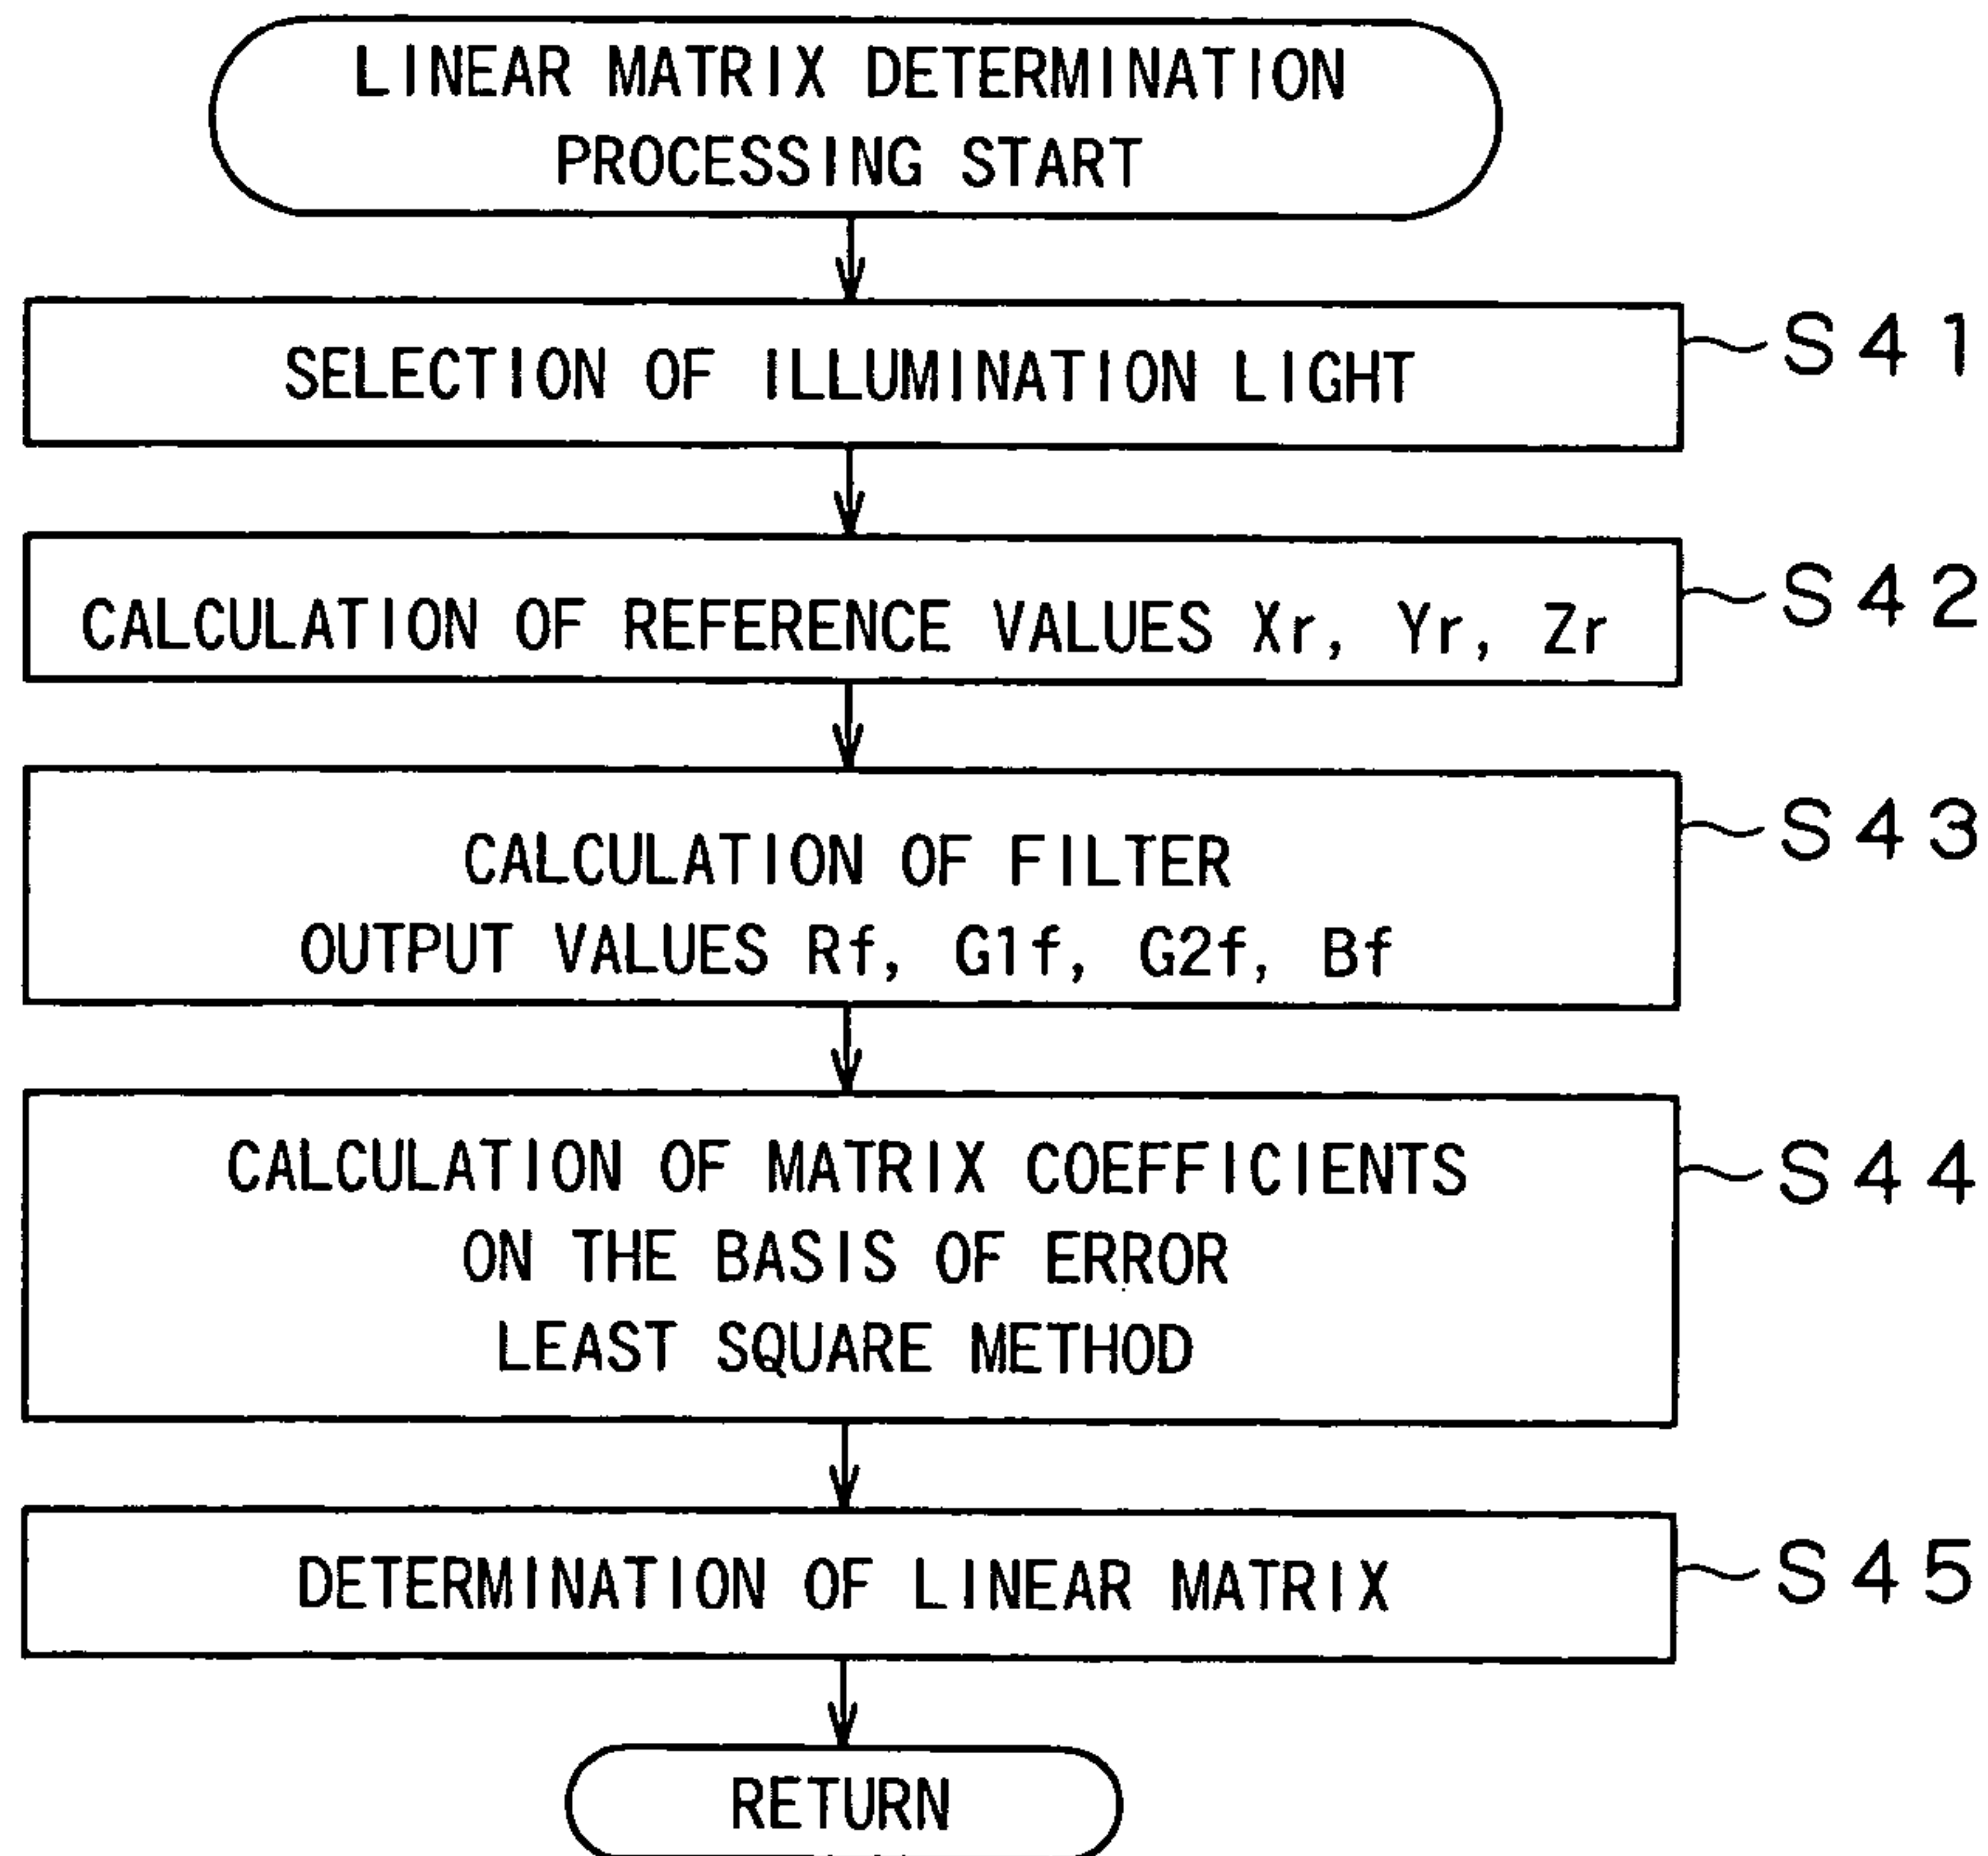 LINEAR MATRIX DETERMINATION
PROCESSING START
SELECTION OF ILLUMINATION LIGHT
S41
CALCULATION OF REFERENCE VALUES Xr, Yr, Zr
S42
CALCULATION OF FILTER
OUTPUT VALUES Rf, G1f, G2f, Bf
S43
CALCULATION OF MATRIX COEFFICIENTS
ON THE BASIS OF ERROR
LEAST SQUARE METHOD
S44
DETERMINATION OF LINEAR MATRIX
S45
RETURN